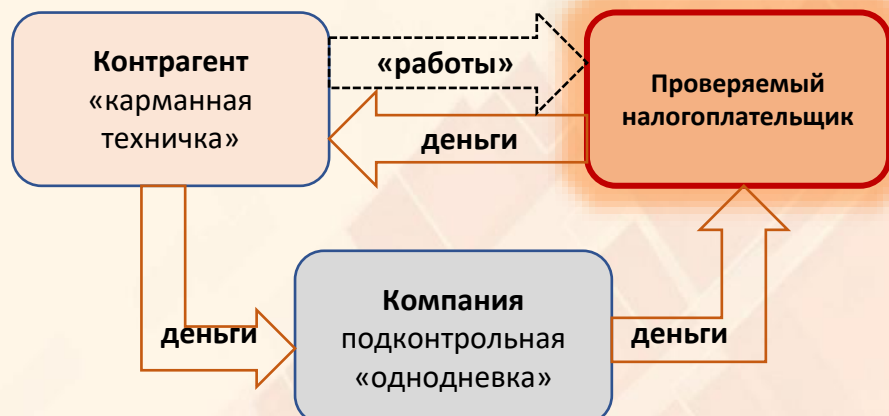 Контрагент
«карманная
техничка»
«работы»
деньги
Проверяемый
налогоплательщик
деньги
Компания
подконтрольная
«однодневка»
деньги